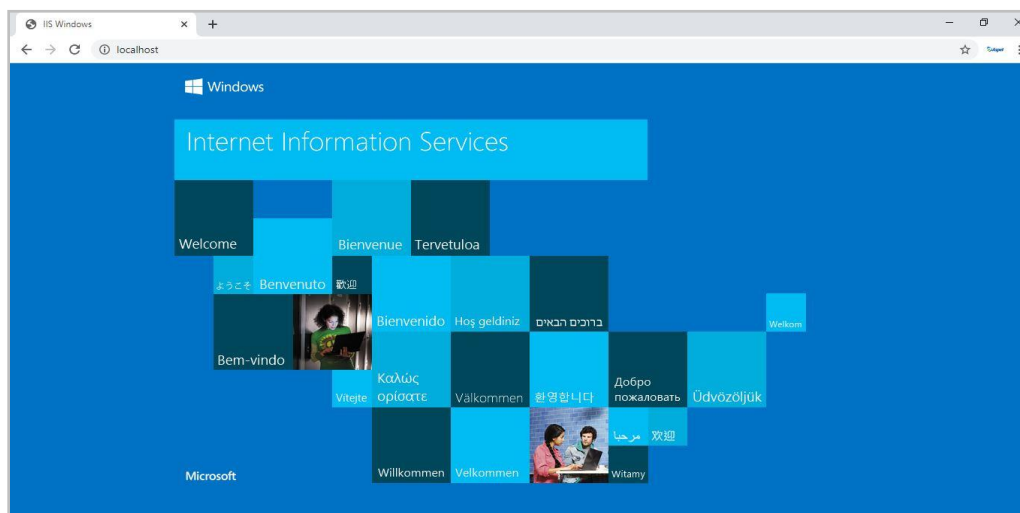 IIS Windows
localhost
Windows
Internet Information Services
Welcome
Bienvenue
Tervetuloa
ようこそ
Benvenuto
歡迎
Bienvenido
Hoş geldiniz
ברוכים הבאים
Welkom
Bem-vindo
Vítejte
Καλώς
ορίσατε
Välkommen
환영합니다
Добро
пожаловать
Üdvözöljük
مرحبا
欢迎
Microsoft
Willkommen
Velkommen
Witamy